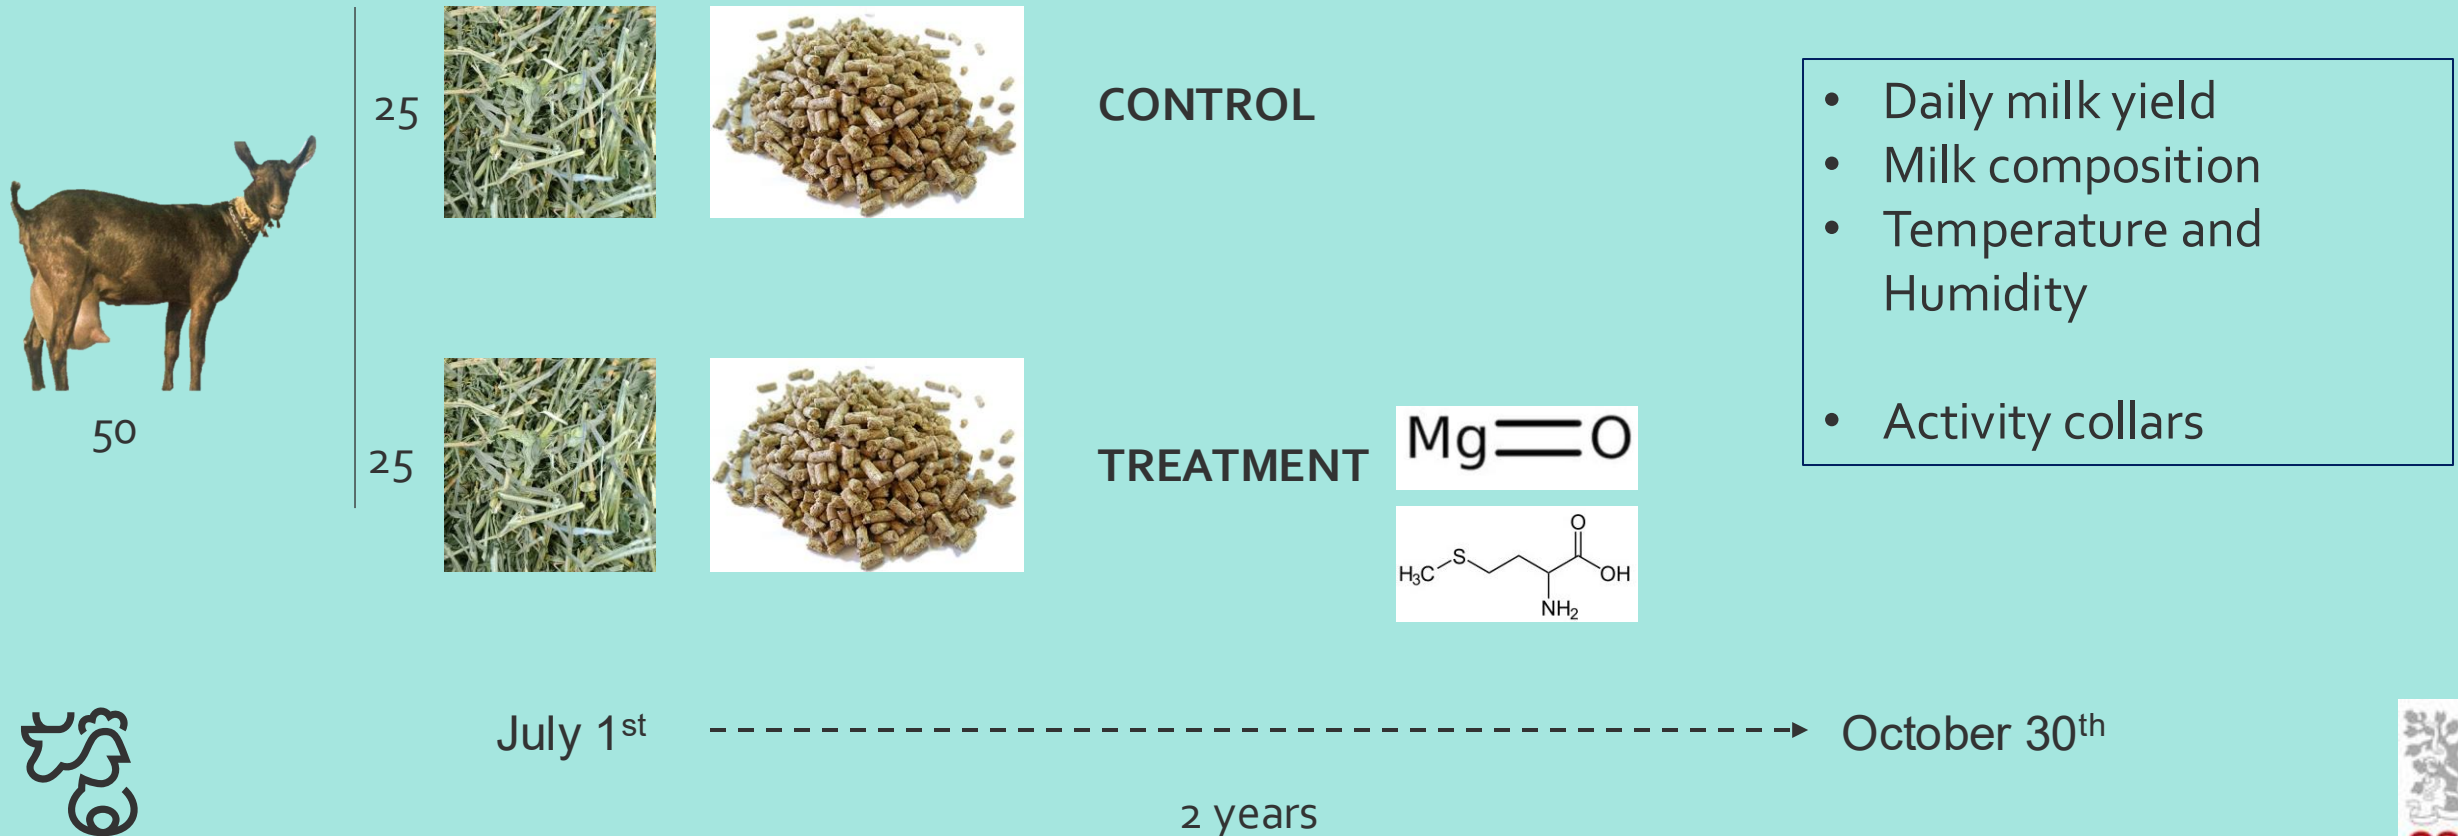 25
CONTROL
50
25
TREATMENT
Mg=O
O
S
H₃C
OH
NH₂
• Daily milk yield
• Milk composition
• Temperature and
Humidity
• Activity collars
July 1st
October 30th
2 years